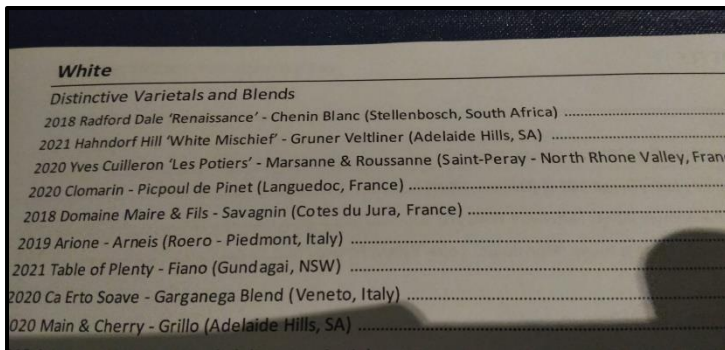 White
Distinctive Varietals and Blends
2018 Radford Dale 'Renaissance' - Chenin Blanc (Stellenbosch, South Africa)
2021 Hahndorf Hill 'White Mischief' - Gruner Veltliner (Adelaide Hills, SA)
2020 Yves Cuilleron 'Les Potiers' - Marsanne & Roussanne (Saint-Peray - North Rhone Valley, Fran
2020 Clomarin - Picpoul de Pinet (Languedoc, France)
2018 Domaine Maire & Fils - Savagnin (Cotes du Jura, France)
2019 Arione - Arneis (Roero - Piedmont, Italy)
2021 Table of Plenty - Fiano (Gundagai, NSW)
2020 Ca Erto Soave - Garganega Blend (Veneto, Italy)
020 Main & Cherry - Grillo (Adelaide Hills, SA)